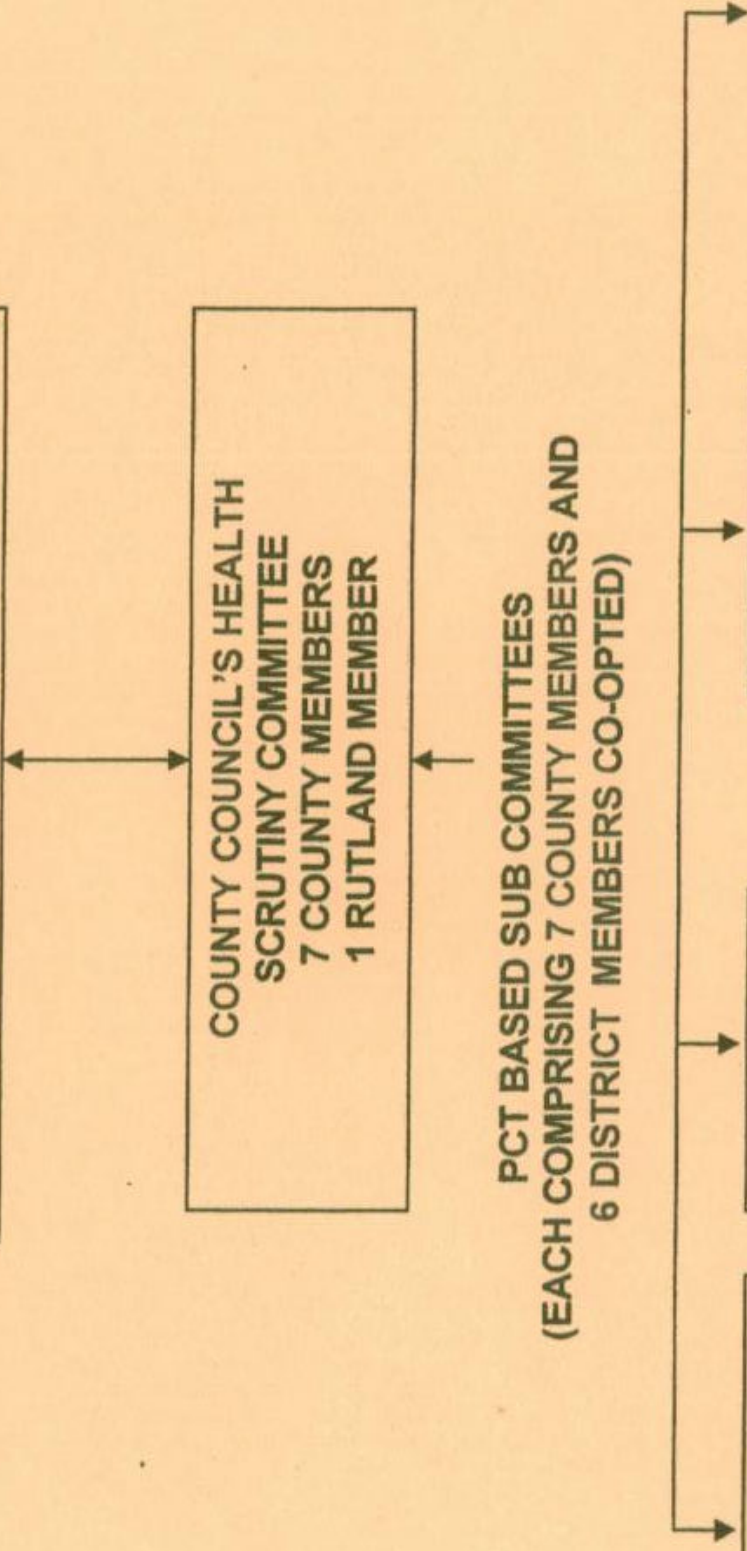 COUNTY COUNCIL'S HEALTH
SCRUTINY COMMITTEE
7 COUNTY MEMBERS
1 RUTLAND MEMBER
PCT BASED SUB COMMITTEES
(EACH COMPRISING 7 COUNTY MEMBERS AND
6 DISTRICT MEMBERS CO-OPTED)